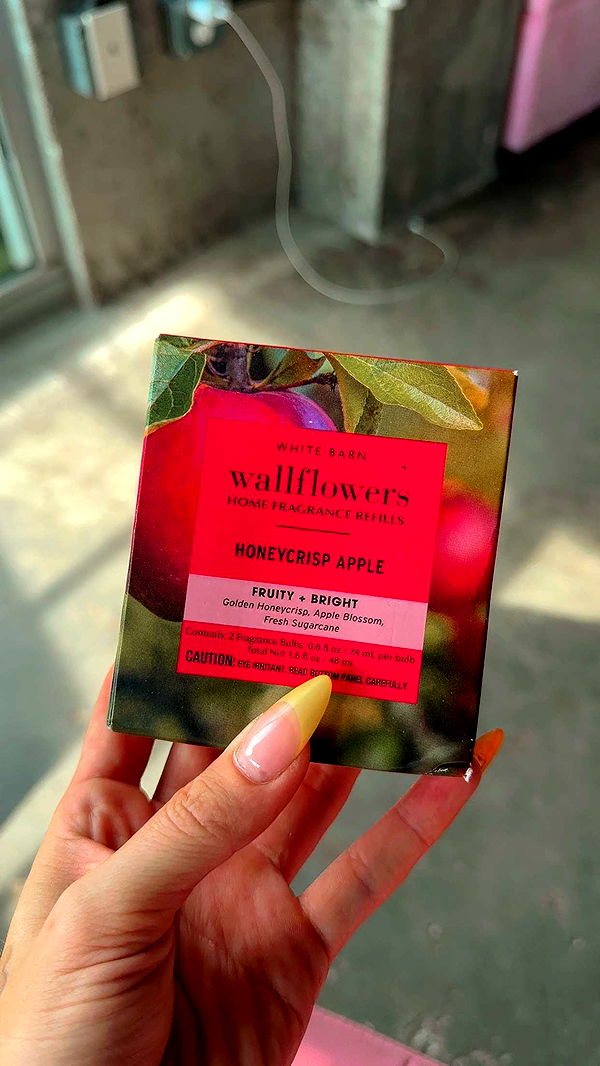 WHITE BARN
wallflowers
HOME FRAGRANCE REFILLS
HONEYCRISP APPLE
FRUITY + BRIGHT
Golden Honeycrisp, Apple Blossom,
Fresh Sugarcane
Contents: 2 Fragrance Bulbs 0.8 fl oz / 24 mL per bulb
Total Net 1.6 fl oz / 48 mL
CAUTION: EYE IRRITANT. READ BOTTOM PANEL CAREFULLY.